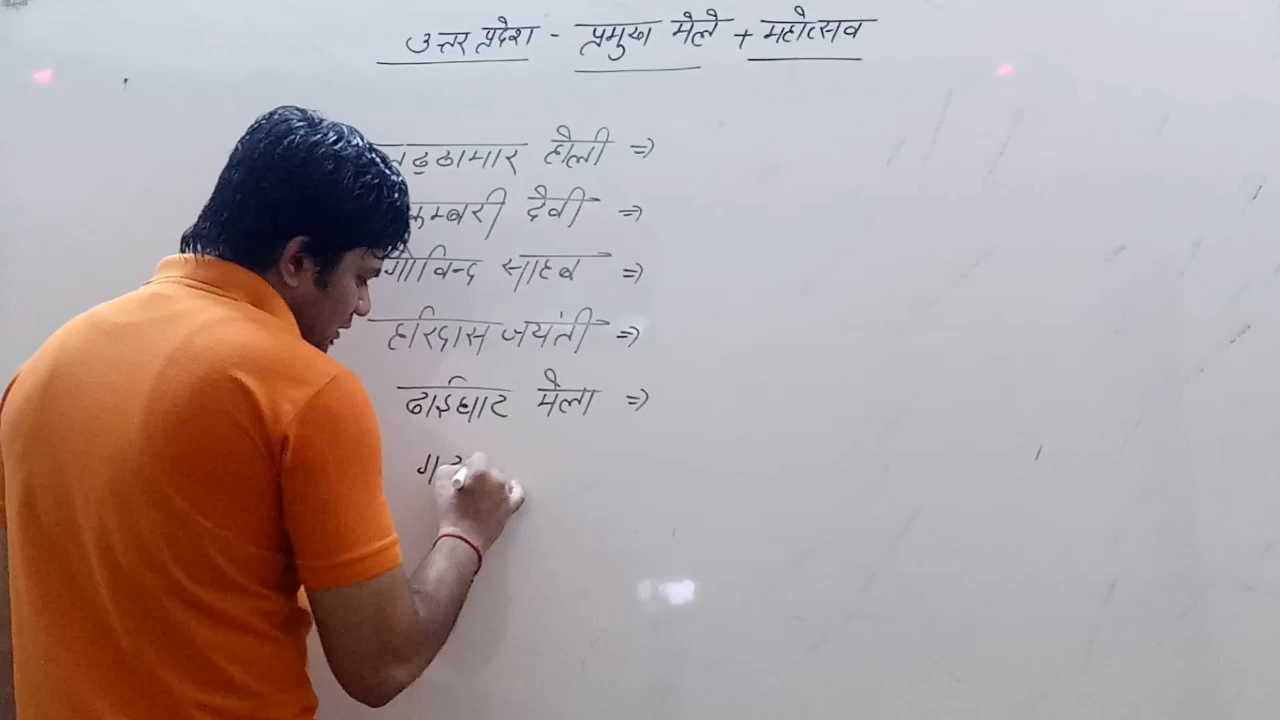 उत्तर प्रदेश - प्रमुख मेले + महोत्सव
होली ⇒
देवी ⇒
गोविन्द साहब ⇒
हरिदास जयंती ⇒
ढाईघाट मेला ⇒